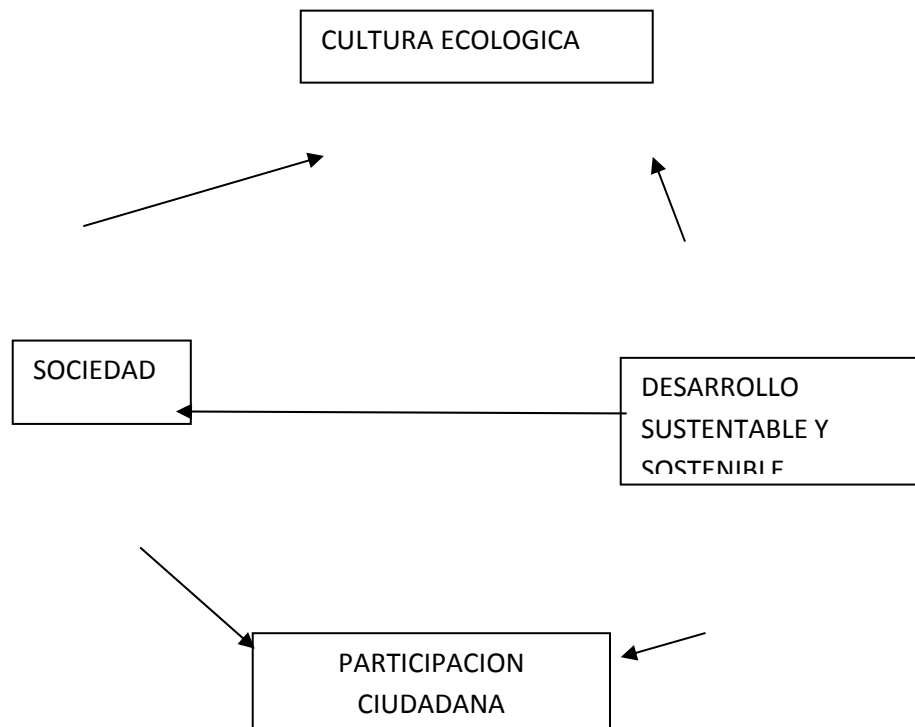 CULTURA ECOLOGICA
SOCIEDAD
DESARROLLO
SUSTENTABLE Y
SOSTENIBLE
PARTICIPACION
CIUDADANA